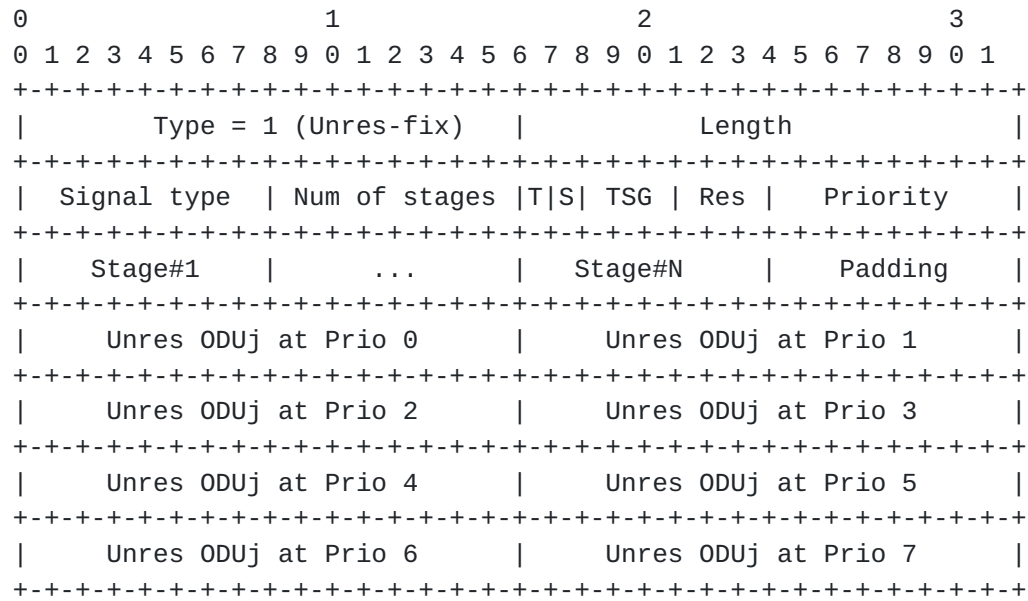 0                   1                   2                   3
0 1 2 3 4 5 6 7 8 9 0 1 2 3 4 5 6 7 8 9 0 1 2 3 4 5 6 7 8 9 0 1
+-+-+-+-+-+-+-+-+-+-+-+-+-+-+-+-+-+-+-+-+-+-+-+-+-+-+-+-+-+-+-+-+
|        Type = 1 (Unres-fix)   |           Length              |
+-+-+-+-+-+-+-+-+-+-+-+-+-+-+-+-+-+-+-+-+-+-+-+-+-+-+-+-+-+-+-+-+
|  Signal type  | Num of stages |T|S| TSG | Res |   Priority    |
+-+-+-+-+-+-+-+-+-+-+-+-+-+-+-+-+-+-+-+-+-+-+-+-+-+-+-+-+-+-+-+-+
|    Stage#1    |      ...      |   Stage#N     |    Padding    |
+-+-+-+-+-+-+-+-+-+-+-+-+-+-+-+-+-+-+-+-+-+-+-+-+-+-+-+-+-+-+-+-+
|     Unres ODUj at Prio 0      |     Unres ODUj at Prio 1      |
+-+-+-+-+-+-+-+-+-+-+-+-+-+-+-+-+-+-+-+-+-+-+-+-+-+-+-+-+-+-+-+-+
|     Unres ODUj at Prio 2      |     Unres ODUj at Prio 3      |
+-+-+-+-+-+-+-+-+-+-+-+-+-+-+-+-+-+-+-+-+-+-+-+-+-+-+-+-+-+-+-+-+
|     Unres ODUj at Prio 4      |     Unres ODUj at Prio 5      |
+-+-+-+-+-+-+-+-+-+-+-+-+-+-+-+-+-+-+-+-+-+-+-+-+-+-+-+-+-+-+-+-+
|     Unres ODUj at Prio 6      |     Unres ODUj at Prio 7      |
+-+-+-+-+-+-+-+-+-+-+-+-+-+-+-+-+-+-+-+-+-+-+-+-+-+-+-+-+-+-+-+-+